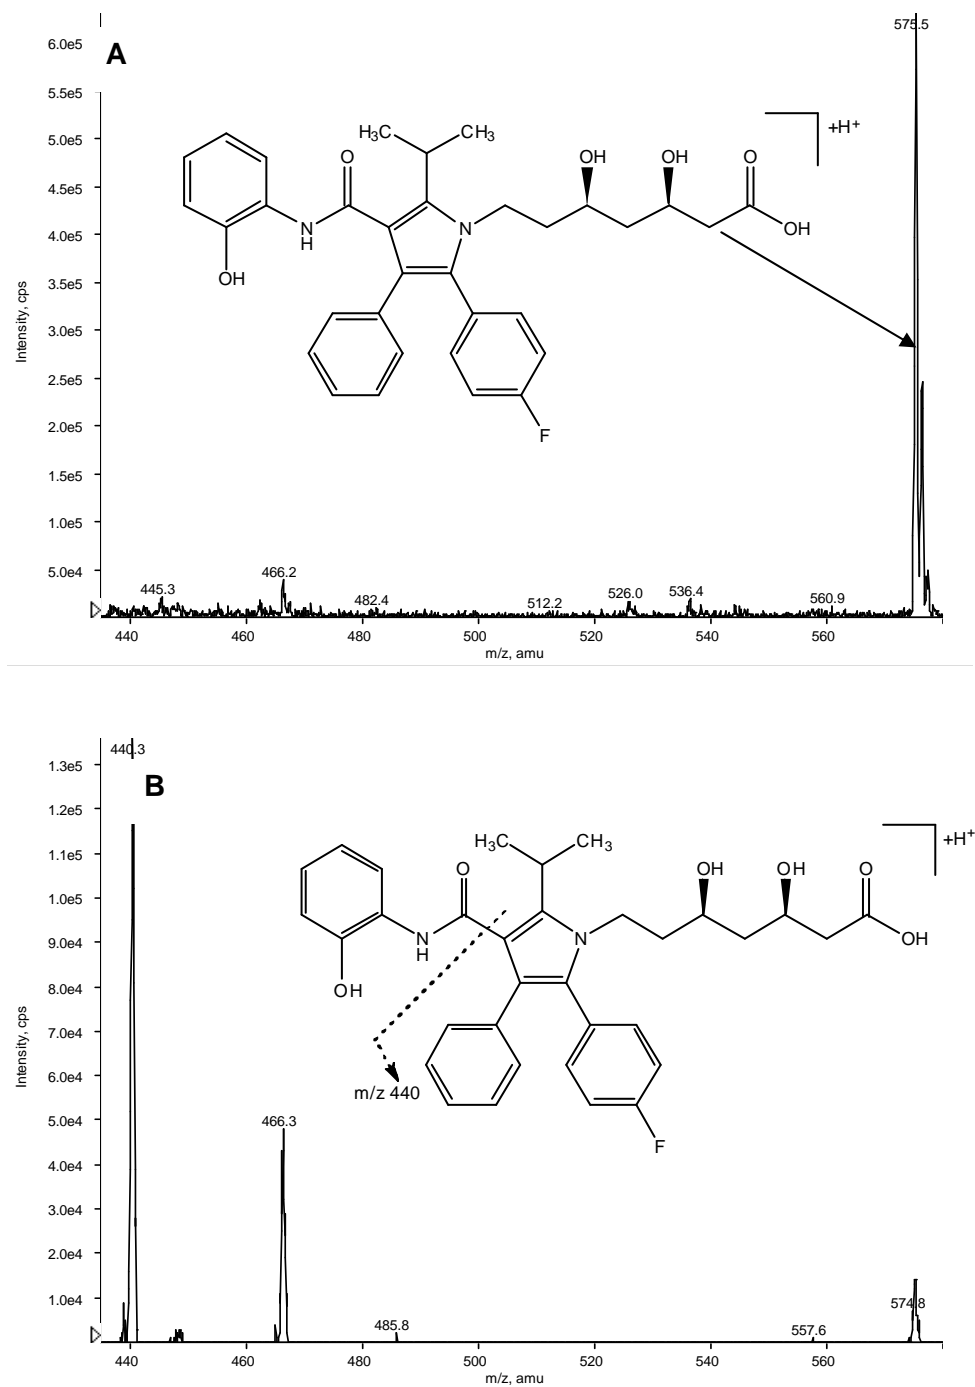 575.5
6.0e5
A
5.5e5
5.0e5
4.5e5
4.0e5
3.5e5
3.0e5
2.5e5
2.0e5
1.5e5
1.0e5
5.0e4
Intensity, cps
H₃C
CH₃
O
N
H
OH
N
F
OH
OH
O
OH
+H⁺
445.3
466.2
482.4
512.2
526.0
536.4
560.9
440
460
480
500
520
540
560
m/z, amu
440.3
B
1.3e5
1.2e5
1.1e5
1.0e5
9.0e4
8.0e4
7.0e4
6.0e4
5.0e4
4.0e4
3.0e4
2.0e4
1.0e4
Intensity, cps
H₃C
CH₃
O
N
H
OH
N
F
OH
OH
O
OH
+H⁺
m/z 440
466.3
485.8
557.6
574.8
440
460
480
500
520
540
560
m/z, amu